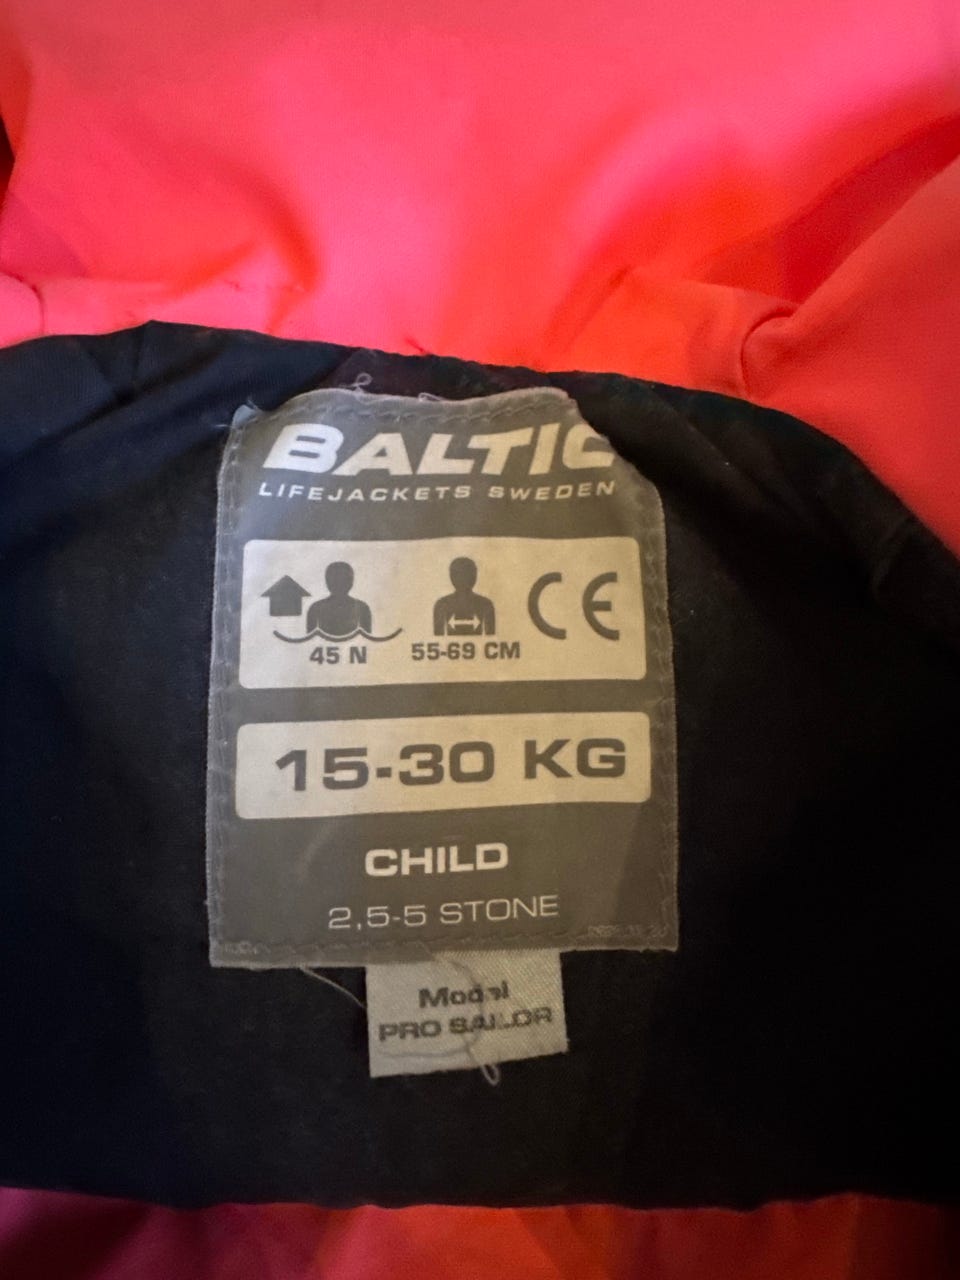 BALTIC
LIFEJACKETS SWEDEN
45 N
55-69 CM
CE
15-30 KG
CHILD
2,5-5 STONE
Model
PRO SAILOR